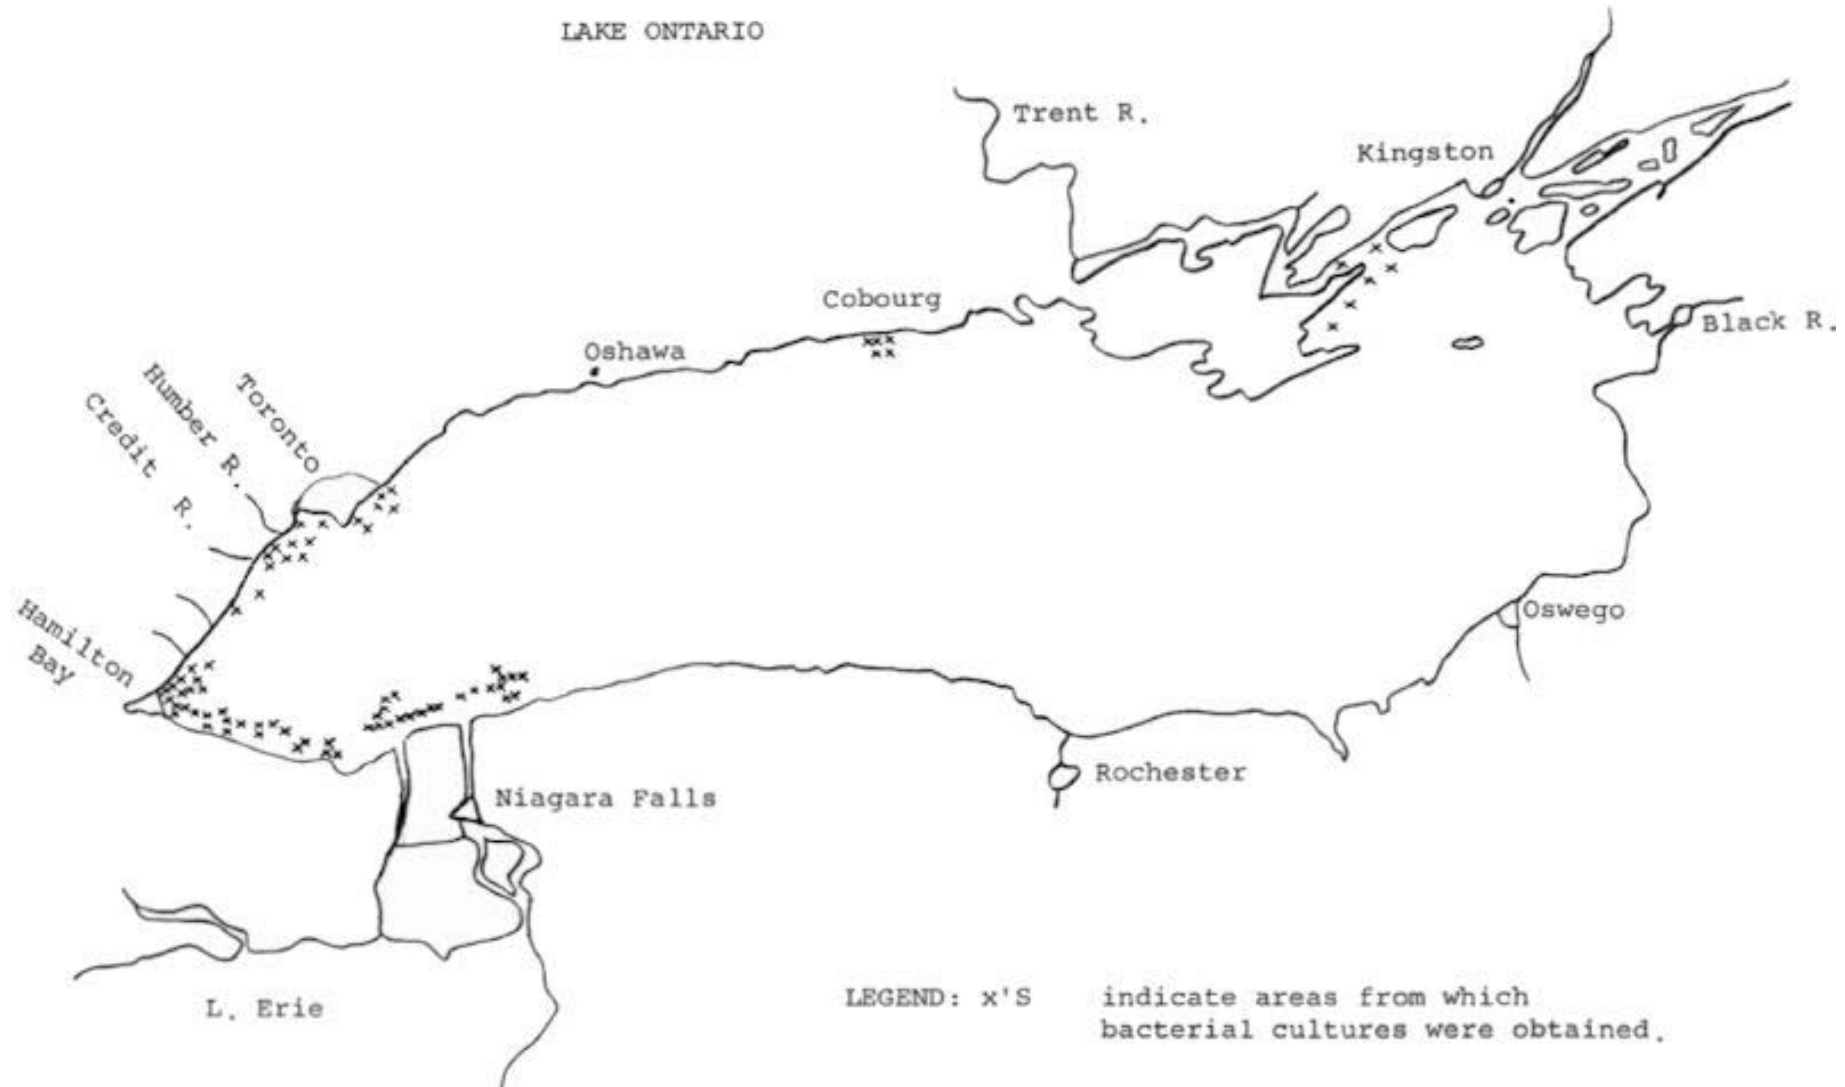 LAKE ONTARIO
Trent R.
Kingston
Cobourg
Black R.
Oshawa
Toronto
Humber R.
Credit R.
Hamilton
Bay
Oswego
Rochester
Niagara Falls
L. Erie
LEGEND: x'S indicate areas from which
bacterial cultures were obtained.